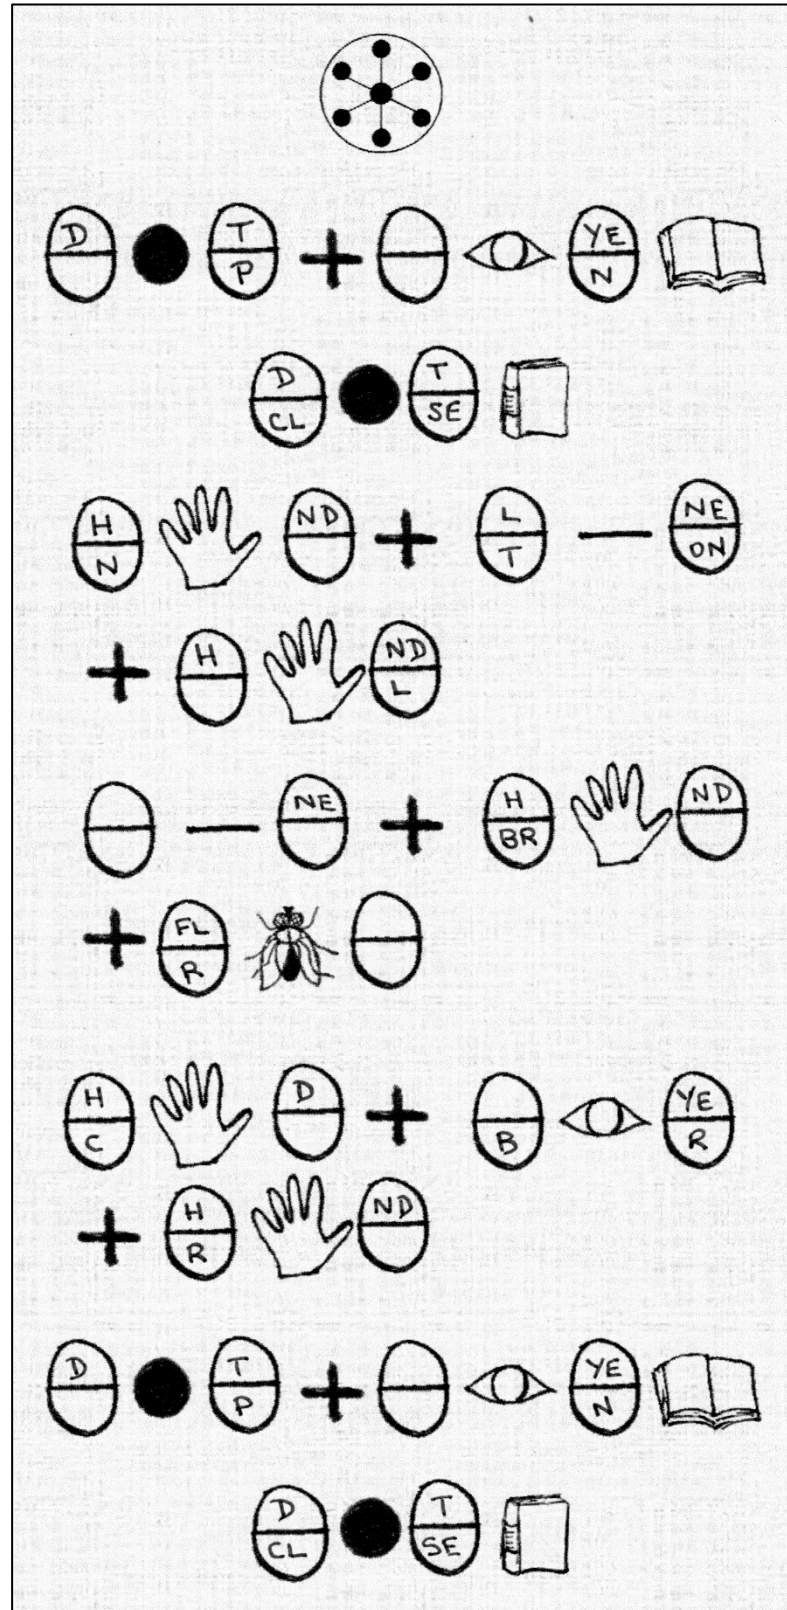 D T P YE N
D CL T SE
H N ND L T NE ON
H ND L
NE H BR ND
FL R
H C D B YE R
H R ND
D T P YE N
D CL T SE